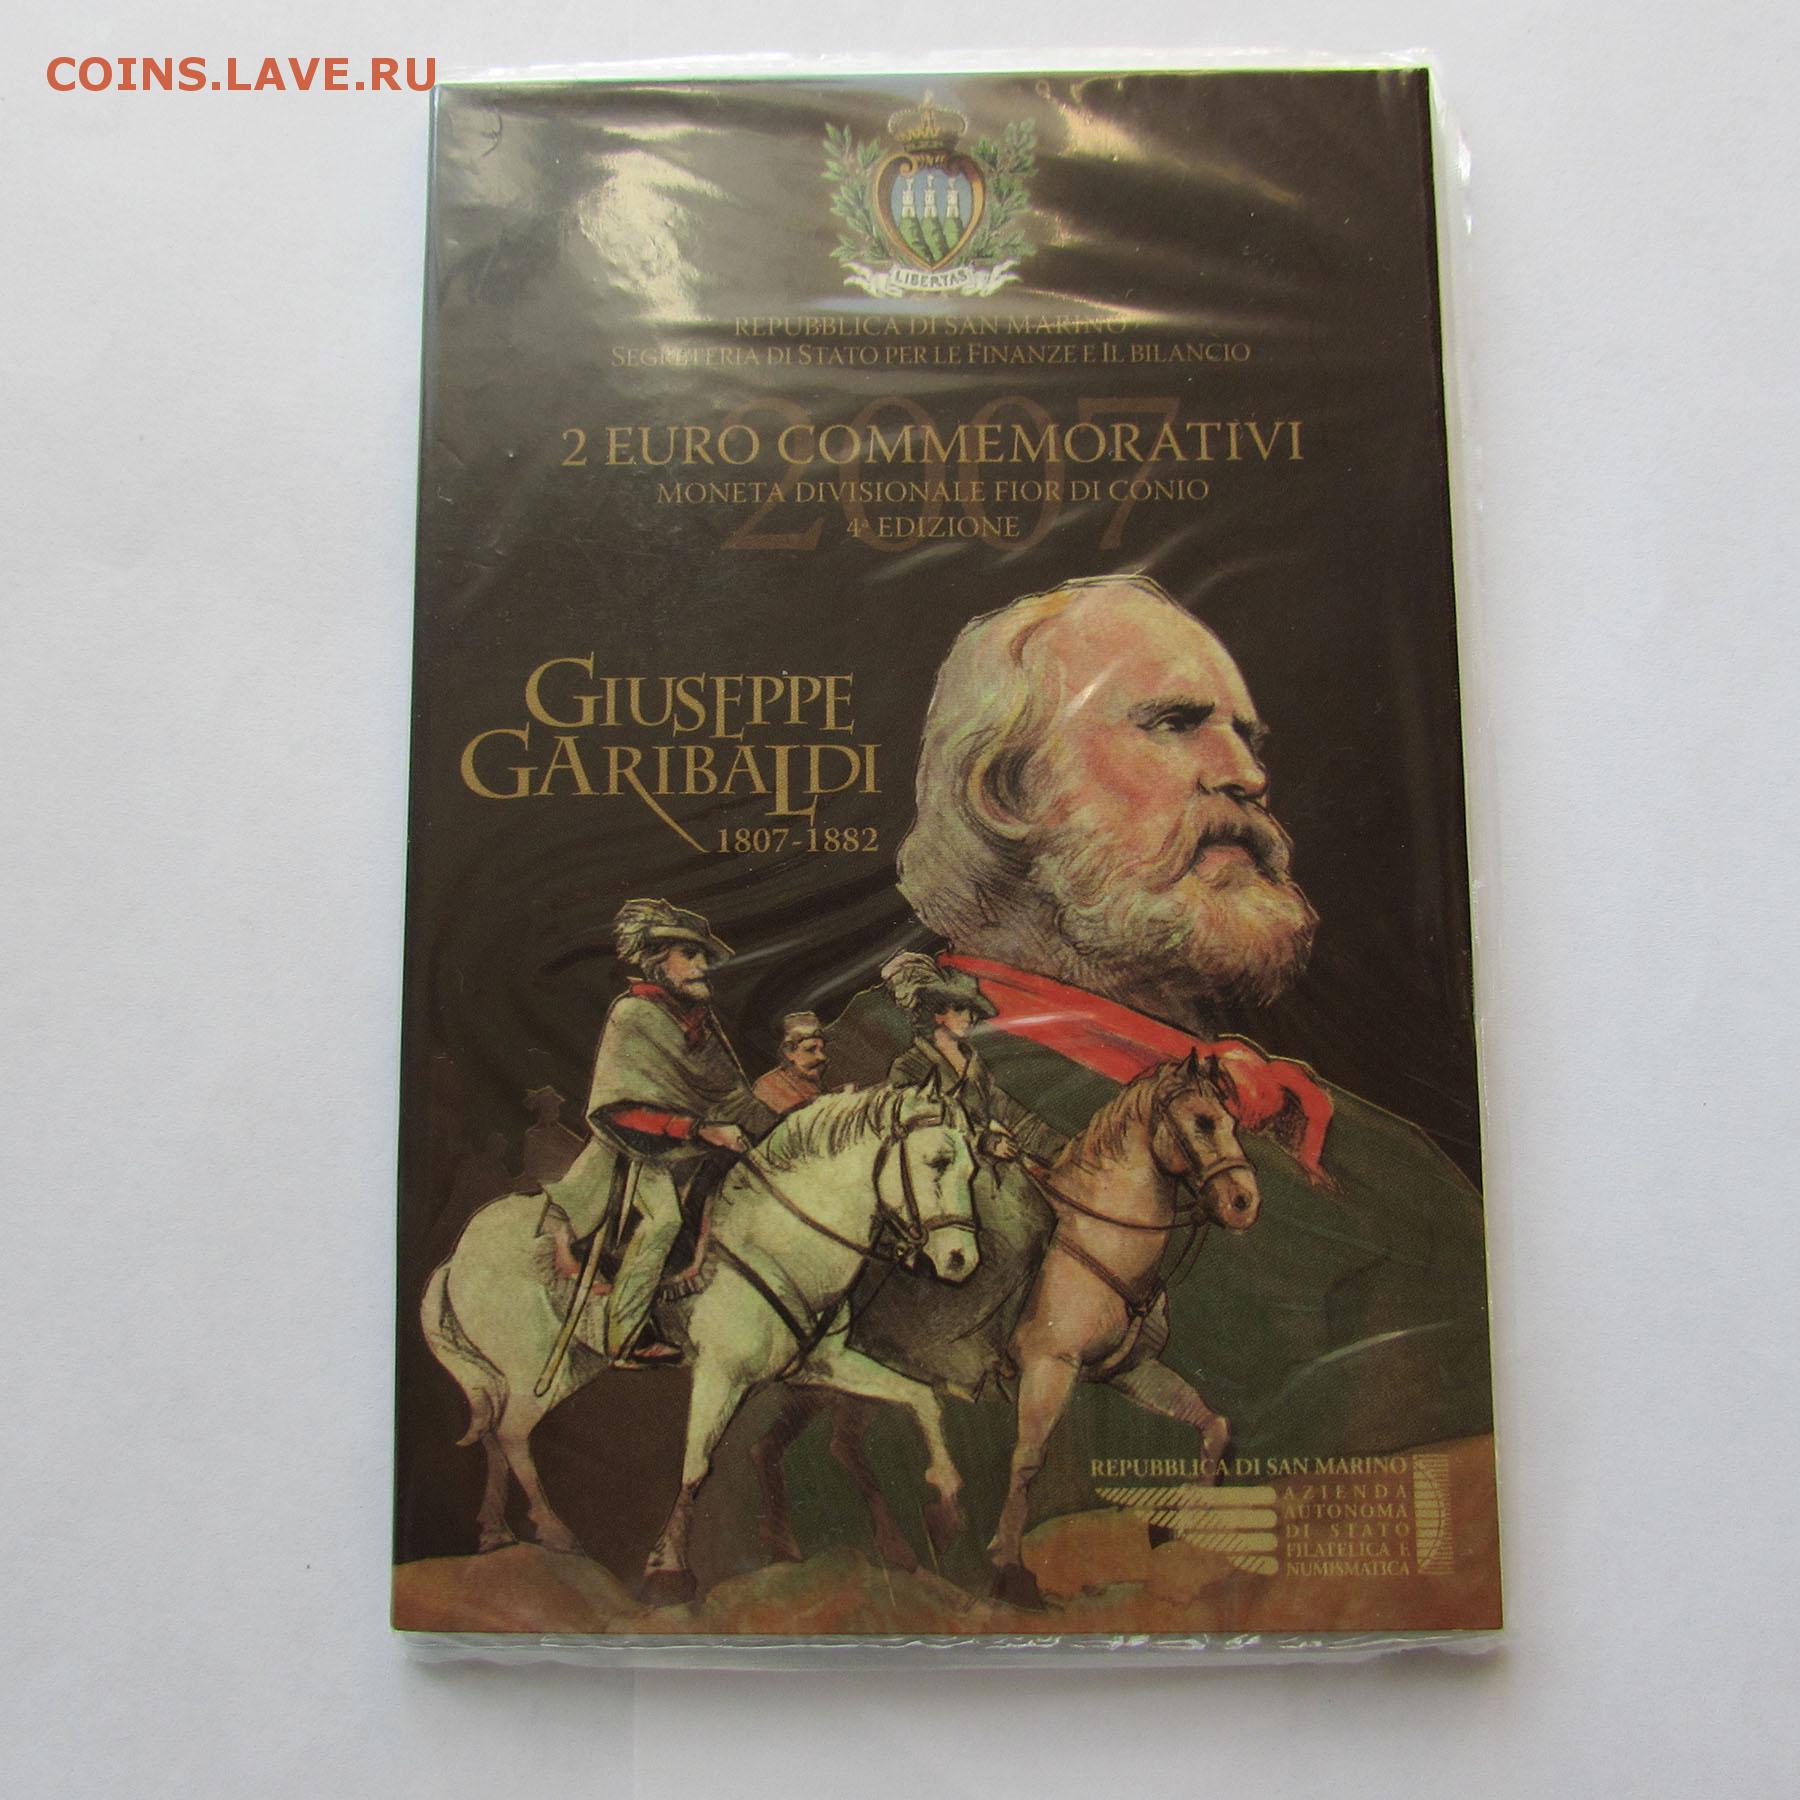 COINS.LAVE.RU
LIBERTAS
REPUBBLICA DI SAN MARINO
SEGRETERIA DI STATO PER LE FINANZE E IL BILANCIO
2007
2 EURO COMMEMORATIVI
MONETA DIVISIONALE FIOR DI CONIO
4a EDIZIONE
GIUSEPPE
GARIBALDI
1807-1882
REPUBBLICA DI SAN MARINO
AZIENDA
AUTONOMA
DI STATO
FILATELICA E
NUMISMATICA